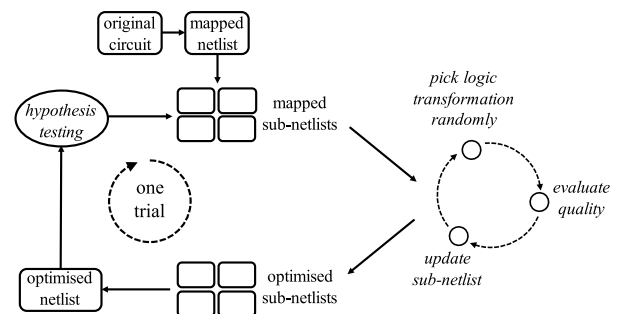 original
circuit
mapped
netlist
hypothesis
testing
mapped
sub-netlists
pick logic
transformation
randomly
evaluate
quality
update
sub-netlist
one
trial
optimised
netlist
optimised
sub-netlists